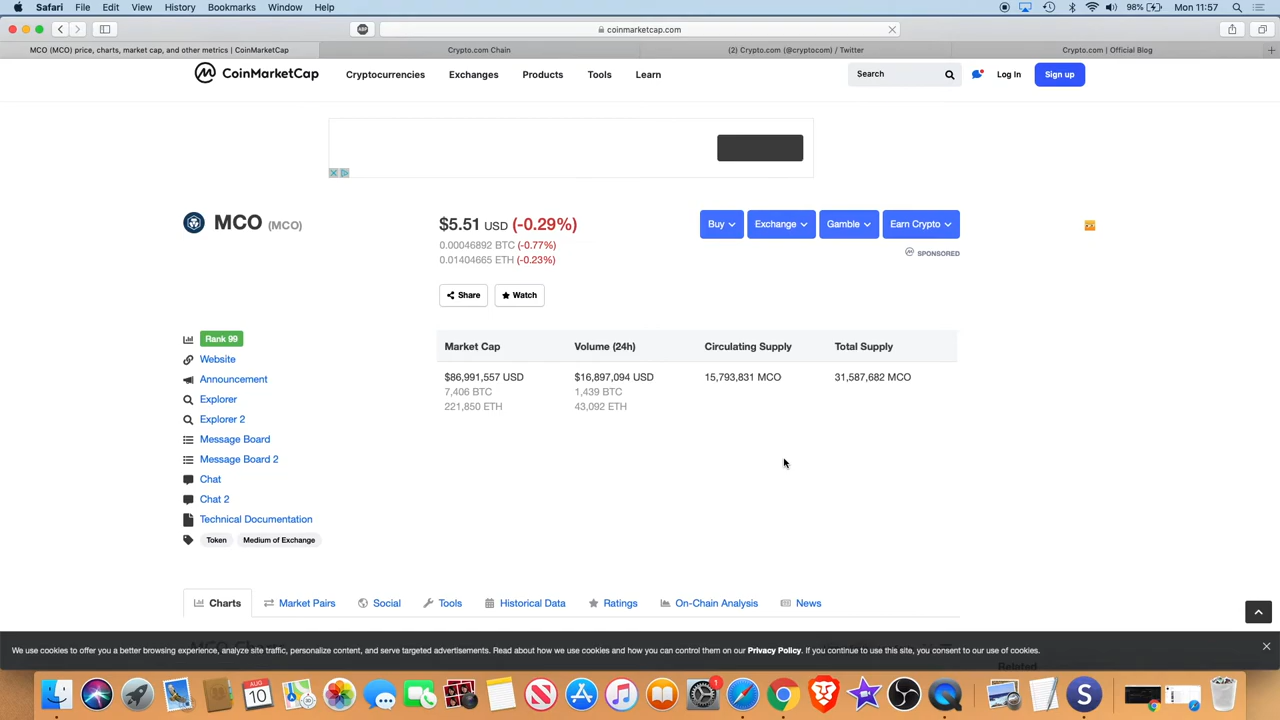 Safari File Edit View History Bookmarks Window Help 98% Mon 11:57
ABP coinmarketcap.com
MCO (MCO) price, charts, market cap, and other metrics | CoinMarketCap Crypto.com Chain (2) Crypto.com (@cryptocom) / Twitter Crypto.com | Official Blog
CoinMarketCap Cryptocurrencies Exchanges Products Tools Learn Search Log In Sign up
MCO (MCO) $5.51 USD (-0.29%) Buy Exchange Gamble Earn Crypto
0.00046892 BTC (-0.77%) SPONSORED
0.01404665 ETH (-0.23%)
Share Watch
Rank 99
Market Cap Volume (24h) Circulating Supply Total Supply
Website
$86,991,557 USD $16,897,094 USD 15,793,831 MCO 31,587,682 MCO
Announcement
7,406 BTC 1,439 BTC
Explorer
221,850 ETH 43,092 ETH
Explorer 2
Message Board
Message Board 2
Chat
Chat 2
Technical Documentation
Token Medium of Exchange
Charts Market Pairs Social Tools Historical Data Ratings On-Chain Analysis News
We use cookies to offer you a better browsing experience, analyze site traffic, personalize content, and serve targeted advertisements. Read about how we use cookies and how you can control them on our Privacy Policy. If you continue to use this site, you consent to our use of cookies.
Related
AUG
10
1
S